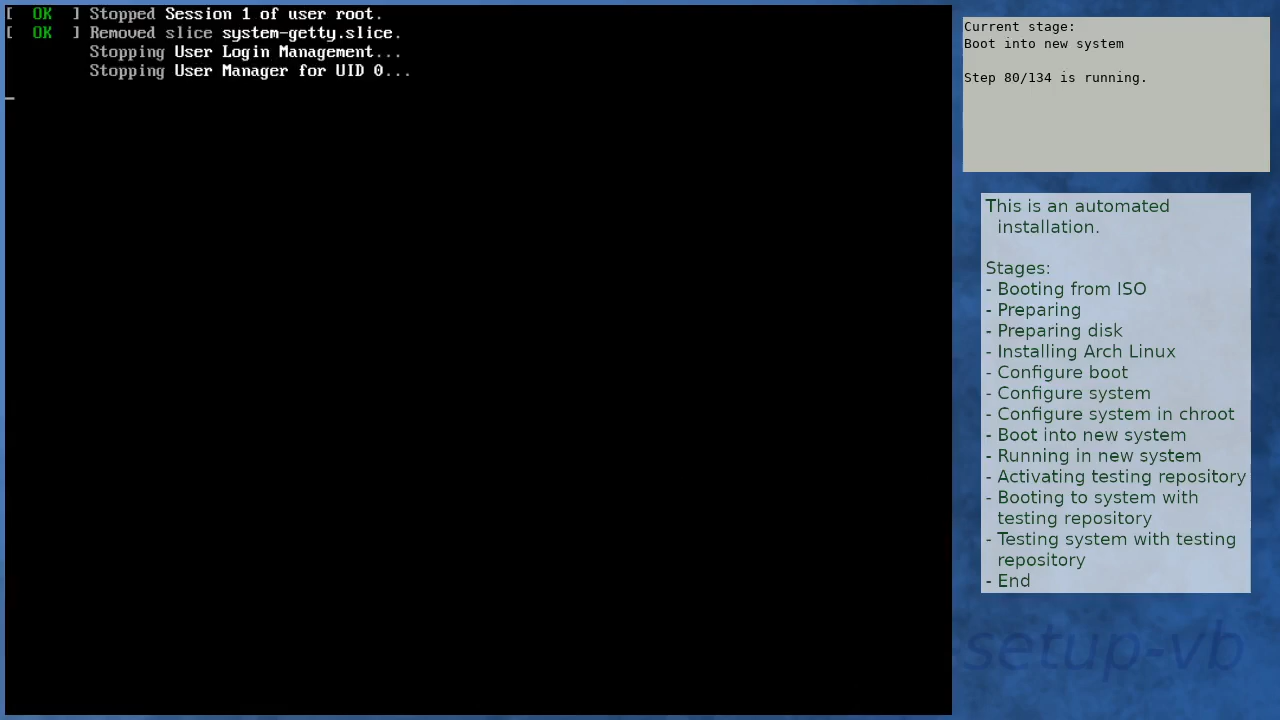 [  OK  ] Stopped Session 1 of user root.
[  OK  ] Removed slice system-getty.slice.
Stopping User Login Management...
Stopping User Manager for UID 0...
Current stage:
Boot into new system
Step 80/134 is running.
This is an automated
installation.
Stages:
- Booting from ISO
- Preparing
- Preparing disk
- Installing Arch Linux
- Configure boot
- Configure system
- Configure system in chroot
- Boot into new system
- Running in new system
- Activating testing repository
- Booting to system with
testing repository
- Testing system with testing
repository
- End
setup-vb